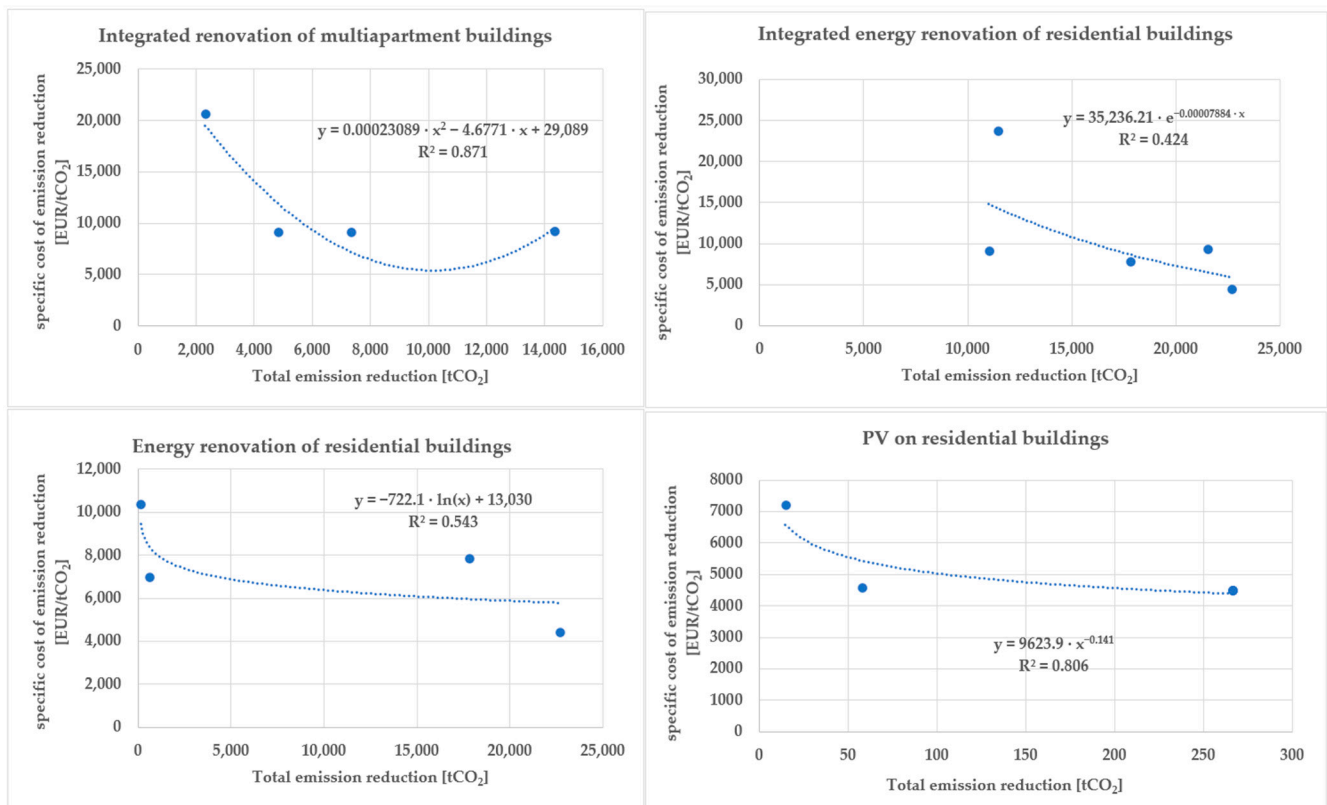 Integrated renovation of multiapartment buildings
specific cost of emission reduction
[EUR/tCO₂]
25,000
20,000
15,000
10,000
5,000
0
y = 0.00023089 · x² − 4.6771 · x + 29,089
R² = 0.871
0 2,000 4,000 6,000 8,000 10,000 12,000 14,000 16,000
Total emission reduction [tCO₂]
Integrated energy renovation of residential buildings
specific cost of emission reduction
[EUR/tCO₂]
30,000
25,000
20,000
15,000
10,000
5,000
0
y = 35,236.21 · e^−0.00007884 · x
R² = 0.424
0 5,000 10,000 15,000 20,000 25,000
Total emission reduction [tCO₂]
Energy renovation of residential buildings
specific cost of emission reduction
[EUR/tCO₂]
12,000
10,000
8,000
6,000
4,000
2,000
0
y = −722.1 · ln(x) + 13,030
R² = 0.543
0 5,000 10,000 15,000 20,000 25,000
Total emission reduction [tCO₂]
PV on residential buildings
specific cost of emission reduction
[EUR/tCO₂]
8000
7000
6000
5000
4000
3000
2000
1000
0
y = 9623.9 · x^−0.141
R² = 0.806
0 50 100 150 200 250 300
Total emission reduction [tCO₂]